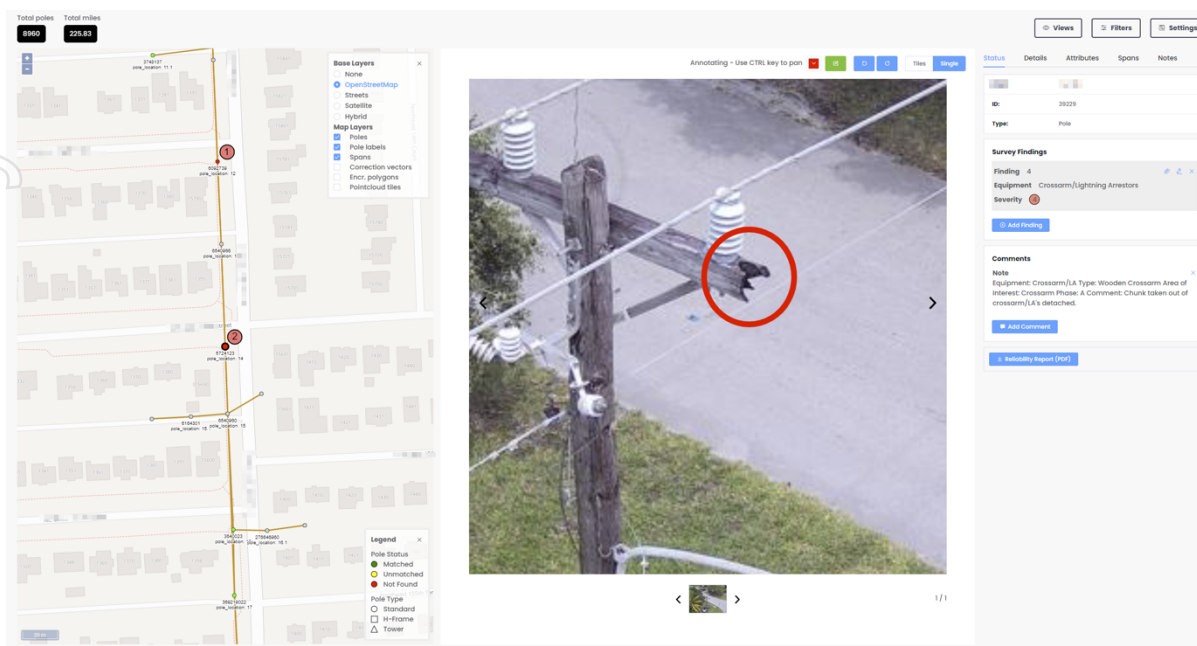 Total poles Total miles
8960 225.83
Views Filters Settings
+
-
Base Layers ×
None
OpenStreetMap
Streets
Satellite
Hybrid
Map Layers
Poles
Pole labels
Spans
Correction vectors
Encr. polygons
Pointcloud tiles
pole_location: 11.1
1
pole_location: 12
2
5724123
pole_location: 14
pole_location: 15
pole_location: 17
20 m
Legend ×
Pole Status
Matched
Unmatched
Not Found
Pole Type
Standard
H-Frame
Tower
Annotating - Use CTRL key to pan Tiles Single
1 / 1
Status Details Attributes Spans Notes
ID: 39229
Type: Pole
Survey Findings
Finding 4
Equipment Crossarm/Lightning Arrestors
Severity 4
Add Finding
Comments
Note ×
Equipment: Crossarm/LA Type: Wooden Crossarm Area of
Interest: Crossarm Phase: A Comment: Chunk taken out of
crossarm/LA's detached.
Add Comment
Reliability Report (PDF)